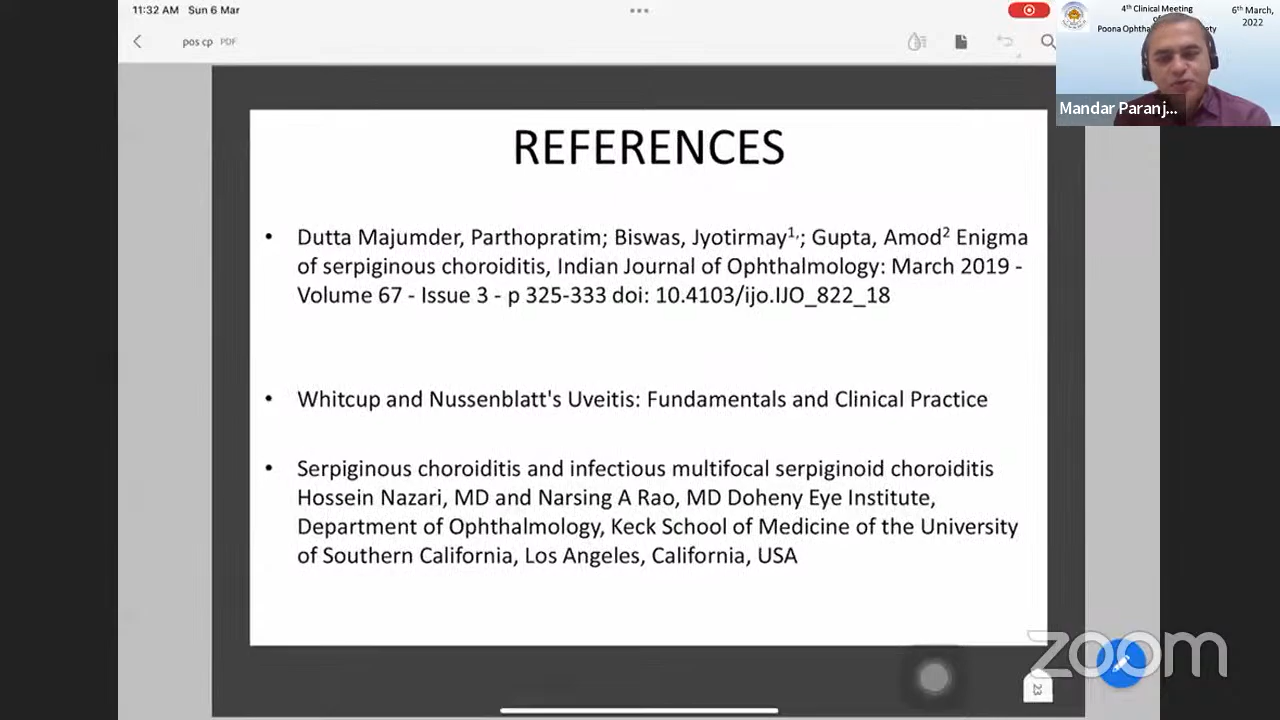 11:32 AM Sun 6 Mar
pos cp PDF
4th Clinical Meeting
6th March,
2022
Poona Ophtha
Mandar Paranj...
REFERENCES
• Dutta Majumder, Parthopratim; Biswas, Jyotirmay1,; Gupta, Amod2 Enigma
of serpiginous choroiditis, Indian Journal of Ophthalmology: March 2019 -
Volume 67 - Issue 3 - p 325-333 doi: 10.4103/ijo.IJO_822_18
• Whitcup and Nussenblatt's Uveitis: Fundamentals and Clinical Practice
• Serpiginous choroiditis and infectious multifocal serpiginoid choroiditis
Hossein Nazari, MD and Narsing A Rao, MD Doheny Eye Institute,
Department of Ophthalmology, Keck School of Medicine of the University
of Southern California, Los Angeles, California, USA
zoom
23